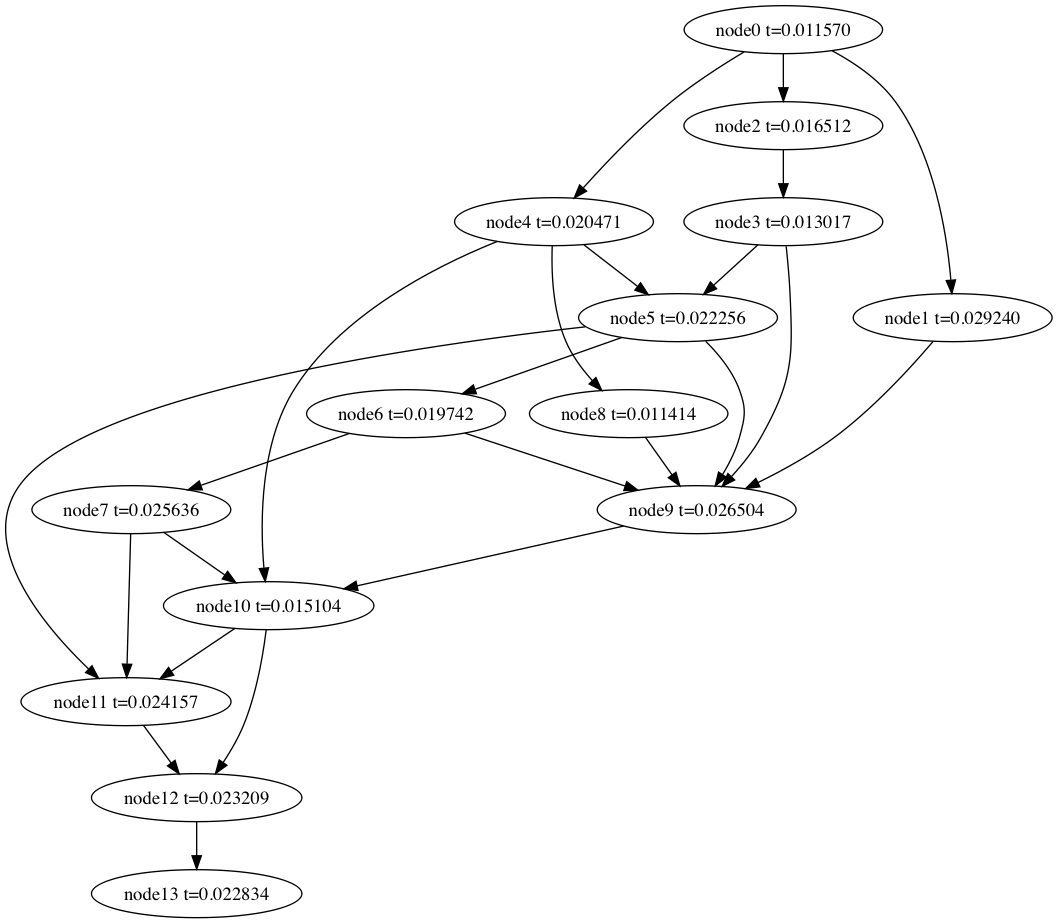 node0 t=0.011570
node2 t=0.016512
node4 t=0.020471
node3 t=0.013017
node5 t=0.022256
node1 t=0.029240
node6 t=0.019742
node8 t=0.011414
node7 t=0.025636
node9 t=0.026504
node10 t=0.015104
node11 t=0.024157
node12 t=0.023209
node13 t=0.022834